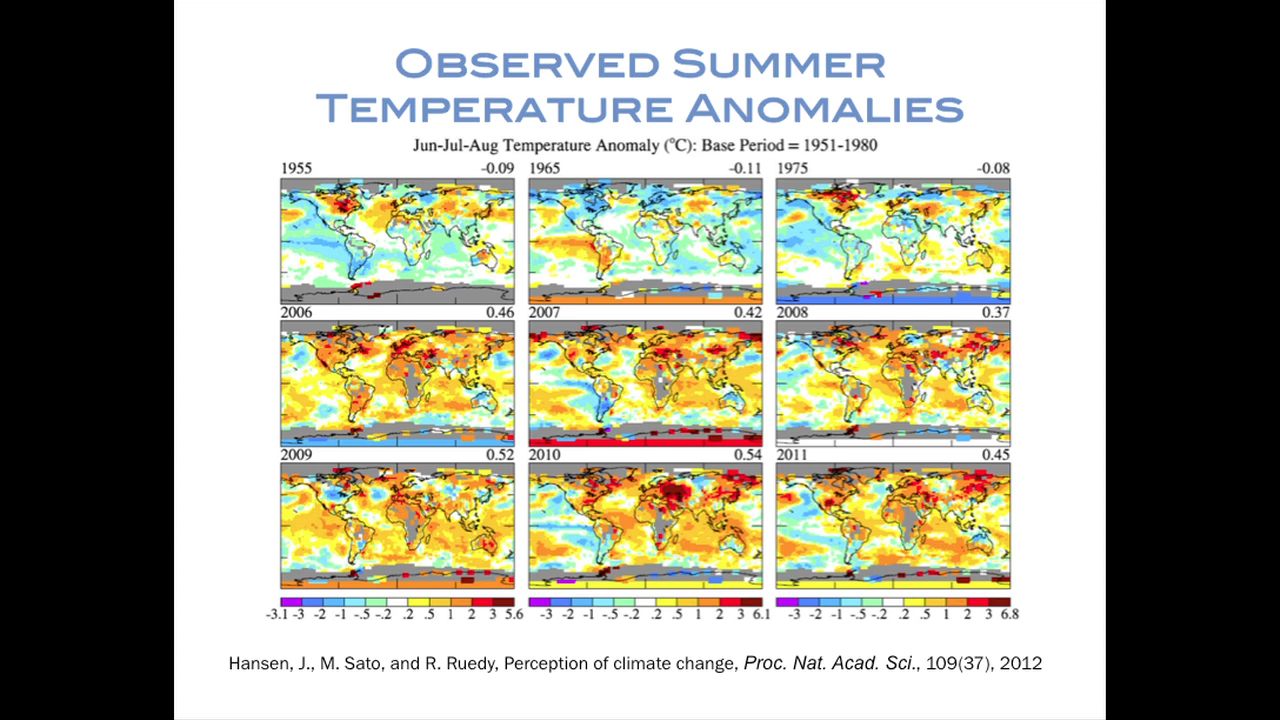 OBSERVED SUMMER
TEMPERATURE ANOMALIES
Jun-Jul-Aug Temperature Anomaly (°C): Base Period = 1951-1980
1955 -0.09 1965 -0.11 1975 -0.08
2006 0.46 2007 0.42 2008 0.37
2009 0.52 2010 0.54 2011 0.45
-3.1 -3 -2 -1 -.5 -.2 .2 .5 1 2 3 5.6 -3 -2 -1 -.5 -.2 .2 .5 1 2 3 6.1 -3 -2 -1 -.5 -.2 .2 .5 1 2 3 6.8
Hansen, J., M. Sato, and R. Ruedy, Perception of climate change, Proc. Nat. Acad. Sci., 109(37), 2012